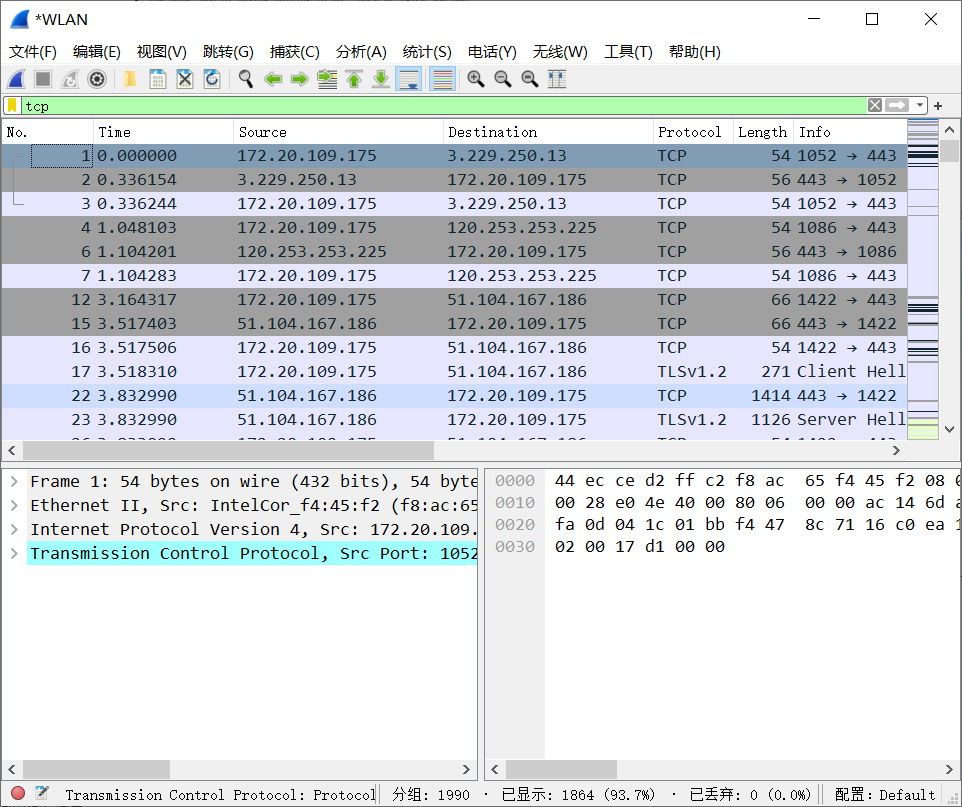 *WLAN
文件(F) 编辑(E) 视图(V) 跳转(G) 捕获(C) 分析(A) 统计(S) 电话(Y) 无线(W) 工具(T) 帮助(H)
tcp
No. Time Source Destination Protocol Length Info
1 0.000000 172.20.109.175 3.229.250.13 TCP 54 1052 → 443
2 0.336154 3.229.250.13 172.20.109.175 TCP 56 443 → 1052
3 0.336244 172.20.109.175 3.229.250.13 TCP 54 1052 → 443
4 1.048103 172.20.109.175 120.253.253.225 TCP 54 1086 → 443
6 1.104201 120.253.253.225 172.20.109.175 TCP 56 443 → 1086
7 1.104283 172.20.109.175 120.253.253.225 TCP 54 1086 → 443
12 3.164317 172.20.109.175 51.104.167.186 TCP 66 1422 → 443
15 3.517403 51.104.167.186 172.20.109.175 TCP 66 443 → 1422
16 3.517506 172.20.109.175 51.104.167.186 TCP 54 1422 → 443
17 3.518310 172.20.109.175 51.104.167.186 TLSv1.2 271 Client Hell
22 3.832990 51.104.167.186 172.20.109.175 TCP 1414 443 → 1422
23 3.832990 51.104.167.186 172.20.109.175 TLSv1.2 1126 Server Hell
Frame 1: 54 bytes on wire (432 bits), 54 byte
Ethernet II, Src: IntelCor_f4:45:f2 (f8:ac:65
Internet Protocol Version 4, Src: 172.20.109.
Transmission Control Protocol, Src Port: 1052
0000 44 ec ce d2 ff c2 f8 ac 65 f4 45 f2 08 0
0010 00 28 e0 4e 40 00 80 06 00 00 ac 14 6d a
0020 fa 0d 04 1c 01 bb f4 47 8c 71 16 c0 ea 1
0030 02 00 17 d1 00 00
Transmission Control Protocol: Protocol 分组: 1990 · 已显示: 1864 (93.7%) · 已丢弃: 0 (0.0%) 配置: Default